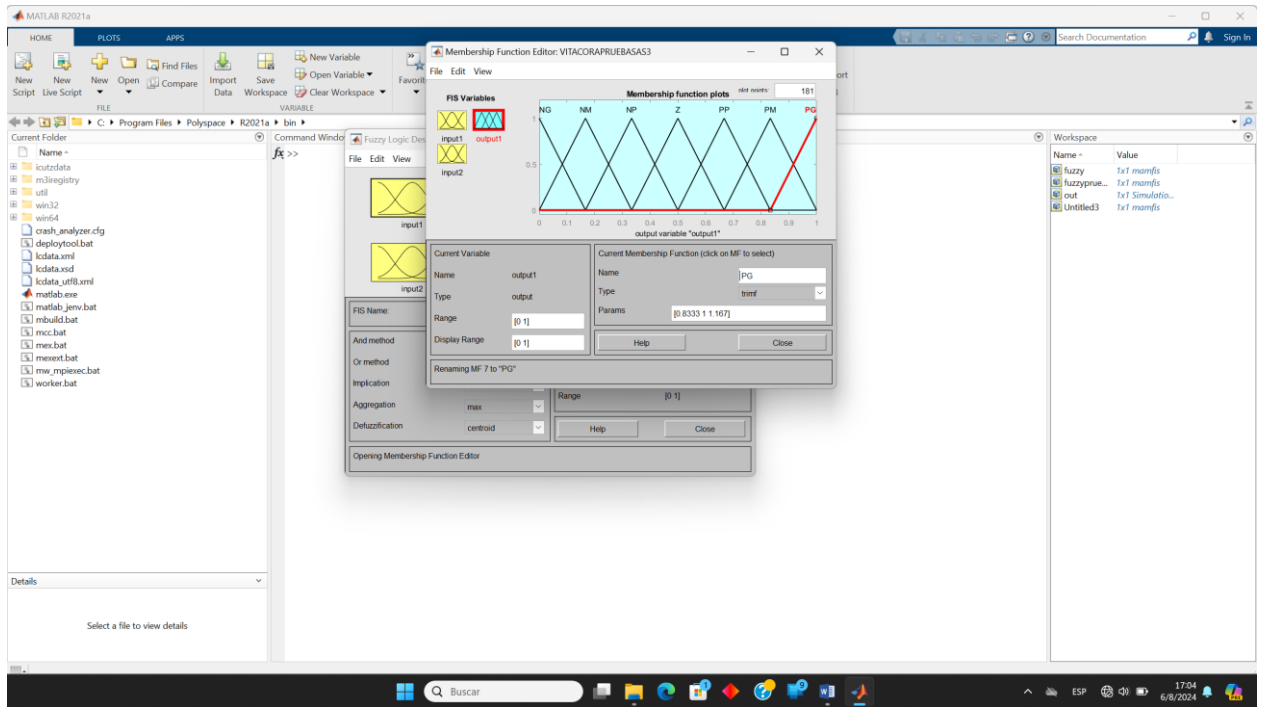 MATLAB R2021a
HOME PLOTS APPS
Search Documentation
Sign In
New Script
New Live Script
New
Open
Find Files
Compare
Import Data
Save Workspace
New Variable
Open Variable
Clear Workspace
FILE
VARIABLE
C: Program Files Polyspace R2021a bin
Current Folder
Name
icutzdata
m3iregistry
util
win32
win64
crash_analyzer.cfg
deploytool.bat
lcdata.xml
lcdata.xsd
lcdata_utf8.xml
matlab.exe
matlab_jenv.bat
mbuild.bat
mcc.bat
mex.bat
mexext.bat
mw_mpiexec.bat
worker.bat
Details
Select a file to view details
fx >>
File Edit View
input1
input2
FIS Name:
And method
Or method
Implication
Aggregation
max
Defuzzification
centroid
Range
[0 1]
Help
Close
Opening Membership Function Editor
Membership Function Editor: VITACORAPRUEBASAS3
File Edit View
FIS Variables
input1
output1
input2
Membership function plots
plot points:
181
NG NM NP Z PP PM PG
1
0.5
0
0 0.1 0.2 0.3 0.4 0.5 0.6 0.7 0.8 0.9 1
output variable "output1"
Current Variable
Name output1
Type output
Range [0 1]
Display Range [0 1]
Current Membership Function (click on MF to select)
Name PG
Type trimf
Params [0.8333 1 1.167]
Help
Close
Renaming MF 7 to "PG"
Workspace
Name Value
fuzzy 1x1 mamfis
fuzzyprue... 1x1 mamfis
out 1x1 Simulatio...
Untitled3 1x1 mamfis
Buscar
1
9
ESP
17:04
6/8/2024